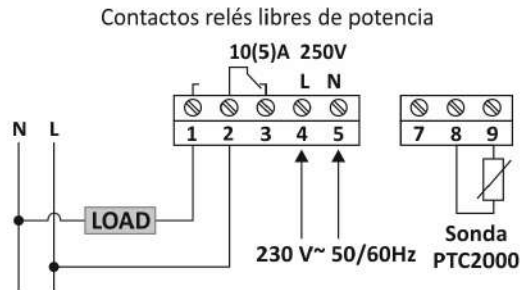 Contactos relés libres de potencia
10(5)A 250V
L N
1 2 3 4 5 7 8 9
N L
LOAD
230 V~ 50/60Hz
Sonda
PTC2000